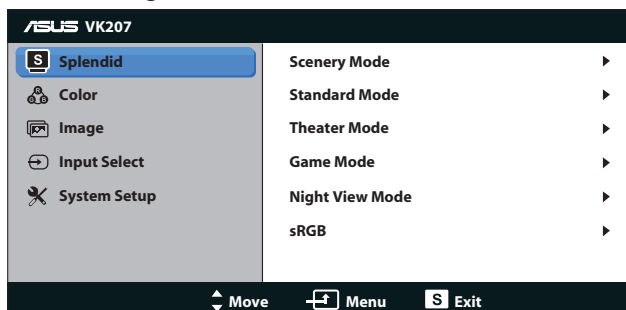 ASUS VK207
S Splendid
Color
Image
Input Select
System Setup
Scenery Mode
Standard Mode
Theater Mode
Game Mode
Night View Mode
sRGB
Move Menu S Exit